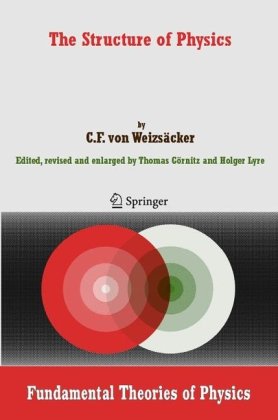 The Structure of Physics
by
C.F. von Weizsäcker
Edited, revised and enlarged by Thomas Görnitz and Holger Lyre
Springer
Fundamental Theories of Physics